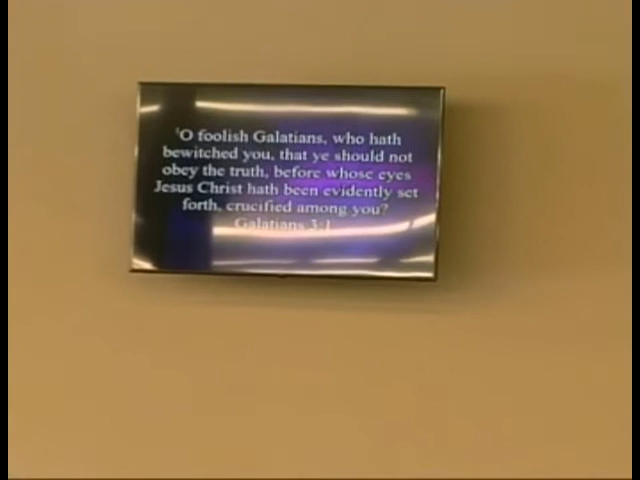 ¹O foolish Galatians, who hath
bewitched you, that ye should not
obey the truth, before whose eyes
Jesus Christ hath been evidently set
forth, crucified among you?
Galatians 3:1